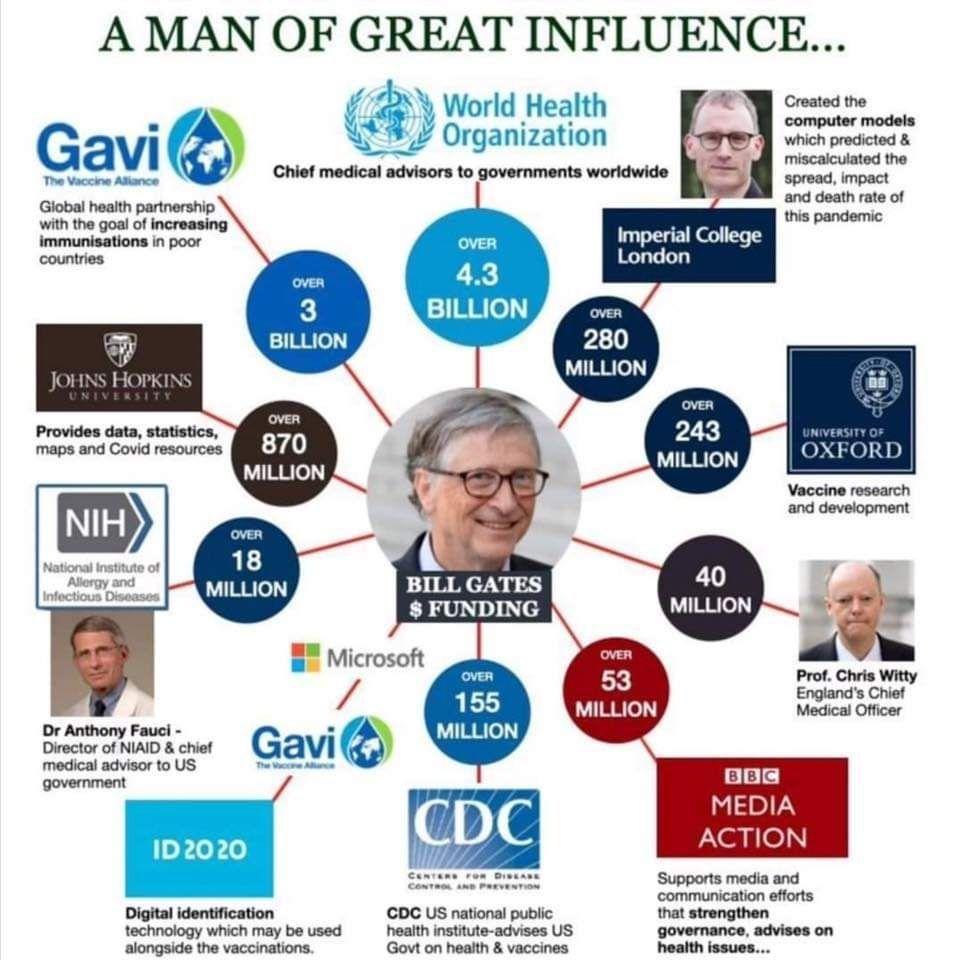 A MAN OF GREAT INFLUENCE...
Gavi
The Vaccine Alliance
Global health partnership
with the goal of increasing
immunisations in poor
countries
OVER
3
BILLION
World Health
Organization
Chief medical advisors to governments worldwide
OVER
4.3
BILLION
Created the
computer models
which predicted &
miscalculated the
spread, impact
and death rate of
this pandemic
Imperial College
London
OVER
280
MILLION
JOHNS HOPKINS
UNIVERSITY
Provides data, statistics,
maps and Covid resources
OVER
870
MILLION
OVER
243
MILLION
UNIVERSITY OF
OXFORD
Vaccine research
and development
NIH
National Institute of
Allergy and
Infectious Diseases
OVER
18
MILLION
BILL GATES
$ FUNDING
40
MILLION
Prof. Chris Witty
England's Chief
Medical Officer
Dr Anthony Fauci -
Director of NIAID & chief
medical advisor to US
government
Microsoft
Gavi
The Vaccine Alliance
ID2020
Digital identification
technology which may be used
alongside the vaccinations.
OVER
155
MILLION
CDC
CENTERS FOR DISEASE
CONTROL AND PREVENTION
CDC US national public
health institute-advises US
Govt on health & vaccines
OVER
53
MILLION
BBC
MEDIA
ACTION
Supports media and
communication efforts
that strengthen
governance, advises on
health issues...